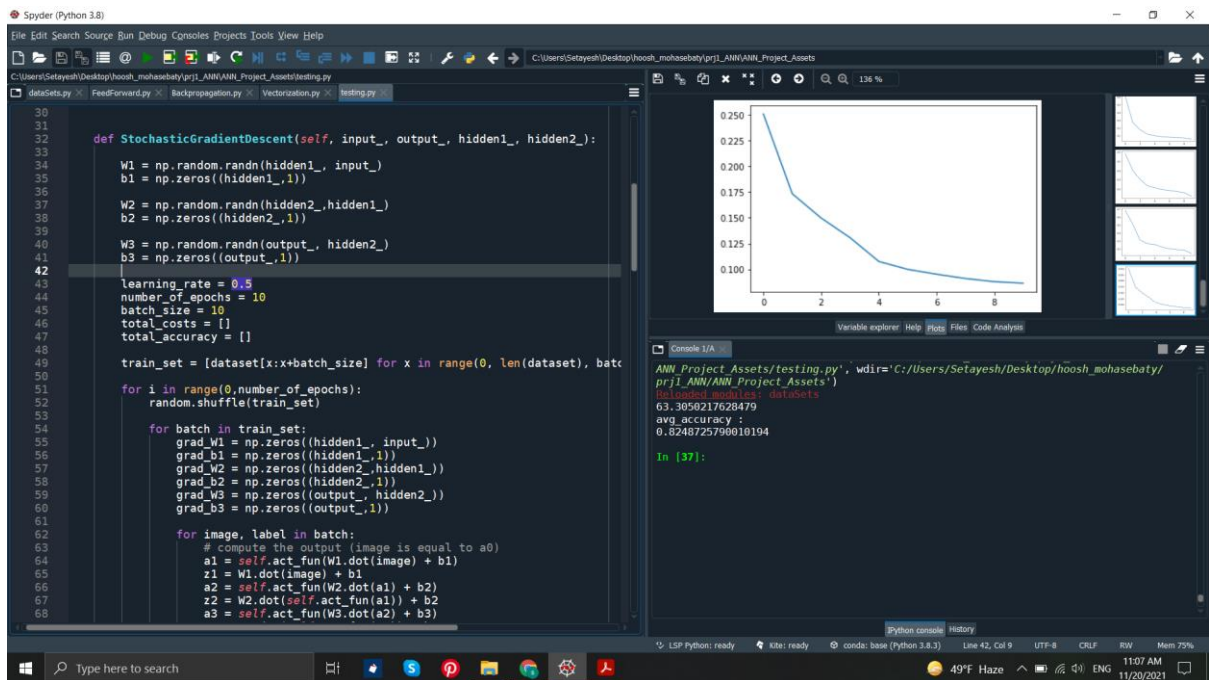 Spyder (Python 3.8)
File Edit Search Source Run Debug Consoles Projects Tools View Help
C:\Users\Setayesh\Desktop\hoosh_mohasebaty\prj1_ANN\ANN_Project_Assets
C:\Users\Setayesh\Desktop\hoosh_mohasebaty\prj1_ANN\ANN_Project_Assets\testing.py
dataSets.py FeedForward.py Backpropagation.py Vectorization.py testing.py
30
31
32 def StochasticGradientDescent(self, input_, output_, hidden1_, hidden2_):
33
34 W1 = np.random.randn(hidden1_, input_)
35 b1 = np.zeros((hidden1_,1))
36
37 W2 = np.random.randn(hidden2_,hidden1_)
38 b2 = np.zeros((hidden2_,1))
39
40 W3 = np.random.randn(output_, hidden2_)
41 b3 = np.zeros((output_,1))
42
43 learning_rate = 0.5
44 number_of_epochs = 10
45 batch_size = 10
46 total_costs = []
47 total_accuracy = []
48
49 train_set = [dataset[x:x+batch_size] for x in range(0, len(dataset), batc
50
51 for i in range(0,number_of_epochs):
52 random.shuffle(train_set)
53
54 for batch in train_set:
55 grad_W1 = np.zeros((hidden1_, input_))
56 grad_b1 = np.zeros((hidden1_,1))
57 grad_W2 = np.zeros((hidden2_,hidden1_))
58 grad_b2 = np.zeros((hidden2_,1))
59 grad_W3 = np.zeros((output_, hidden2_))
60 grad_b3 = np.zeros((output_,1))
61
62 for image, label in batch:
63 # compute the output (image is equal to a0)
64 a1 = self.act_fun(W1.dot(image) + b1)
65 z1 = W1.dot(image) + b1
66 a2 = self.act_fun(W2.dot(a1) + b2)
67 z2 = W2.dot(self.act_fun(a1)) + b2
68 a3 = self.act_fun(W3.dot(a2) + b3)
136 %
0.250
0.225
0.200
0.175
0.150
0.125
0.100
0 2 4 6 8
Variable explorer Help Plots Files Code Analysis
Console 1/A
ANN_Project_Assets/testing.py', wdir='C:/Users/Setayesh/Desktop/hoosh_mohasebaty/
prj1_ANN/ANN_Project_Assets')
Reloaded modules: dataSets
63.3050217628479
avg_accuracy :
0.8248725790010194
In [37]:
IPython console History
LSP Python: ready Kite: ready conda: base (Python 3.8.3) Line 42, Col 9 UTF-8 CRLF RW Mem 75%
Type here to search
49°F Haze ENG
11:07 AM
11/20/2021